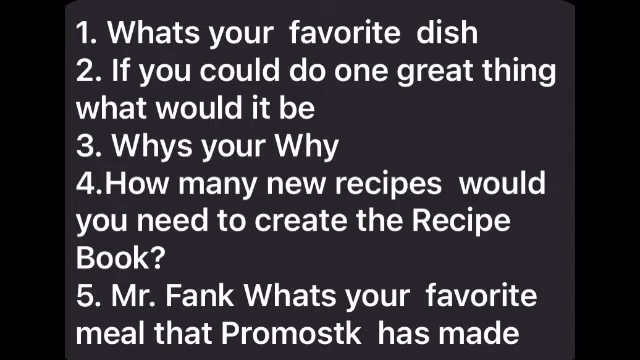 1. Whats your favorite dish
2. If you could do one great thing
what would it be
3. Whys your Why
4.How many new recipes would
you need to create the Recipe
Book?
5. Mr. Fank Whats your favorite
meal that Promostk has made